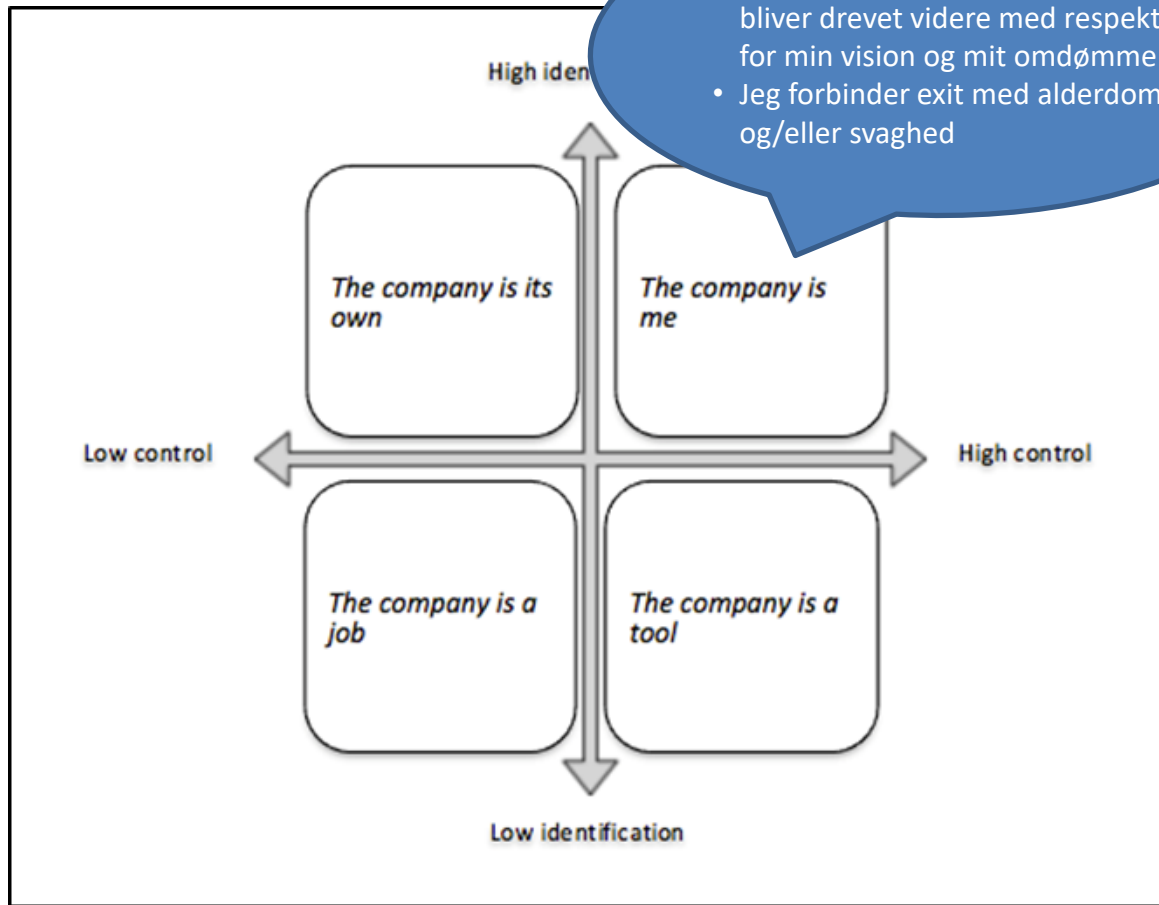 bliver drevet videre med respekt
for min vision og mit omdømme
• Jeg forbinder exit med alderdom
og/eller svaghed
High iden
The company is its
own
The company is
me
Low control
High control
The company is a
job
The company is a
tool
Low identification